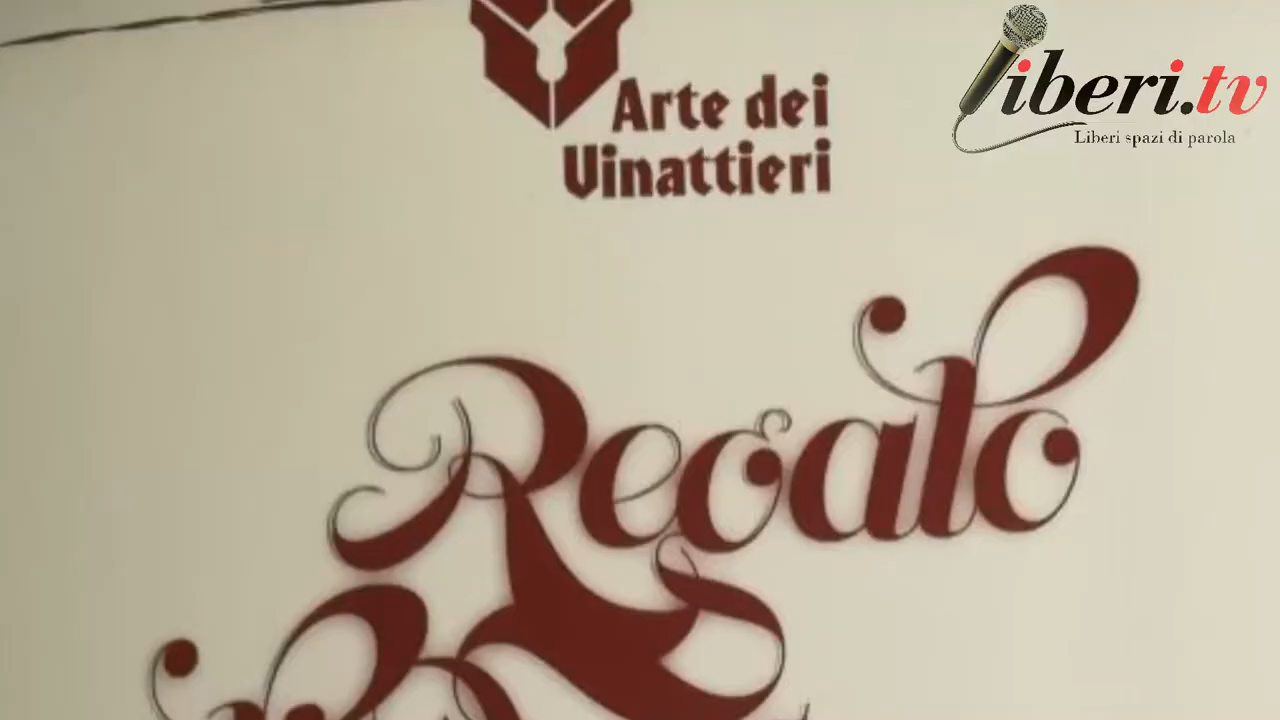 Arte dei
Vinattieri
liberi.tv
Liberi spazi di parola
Regalo